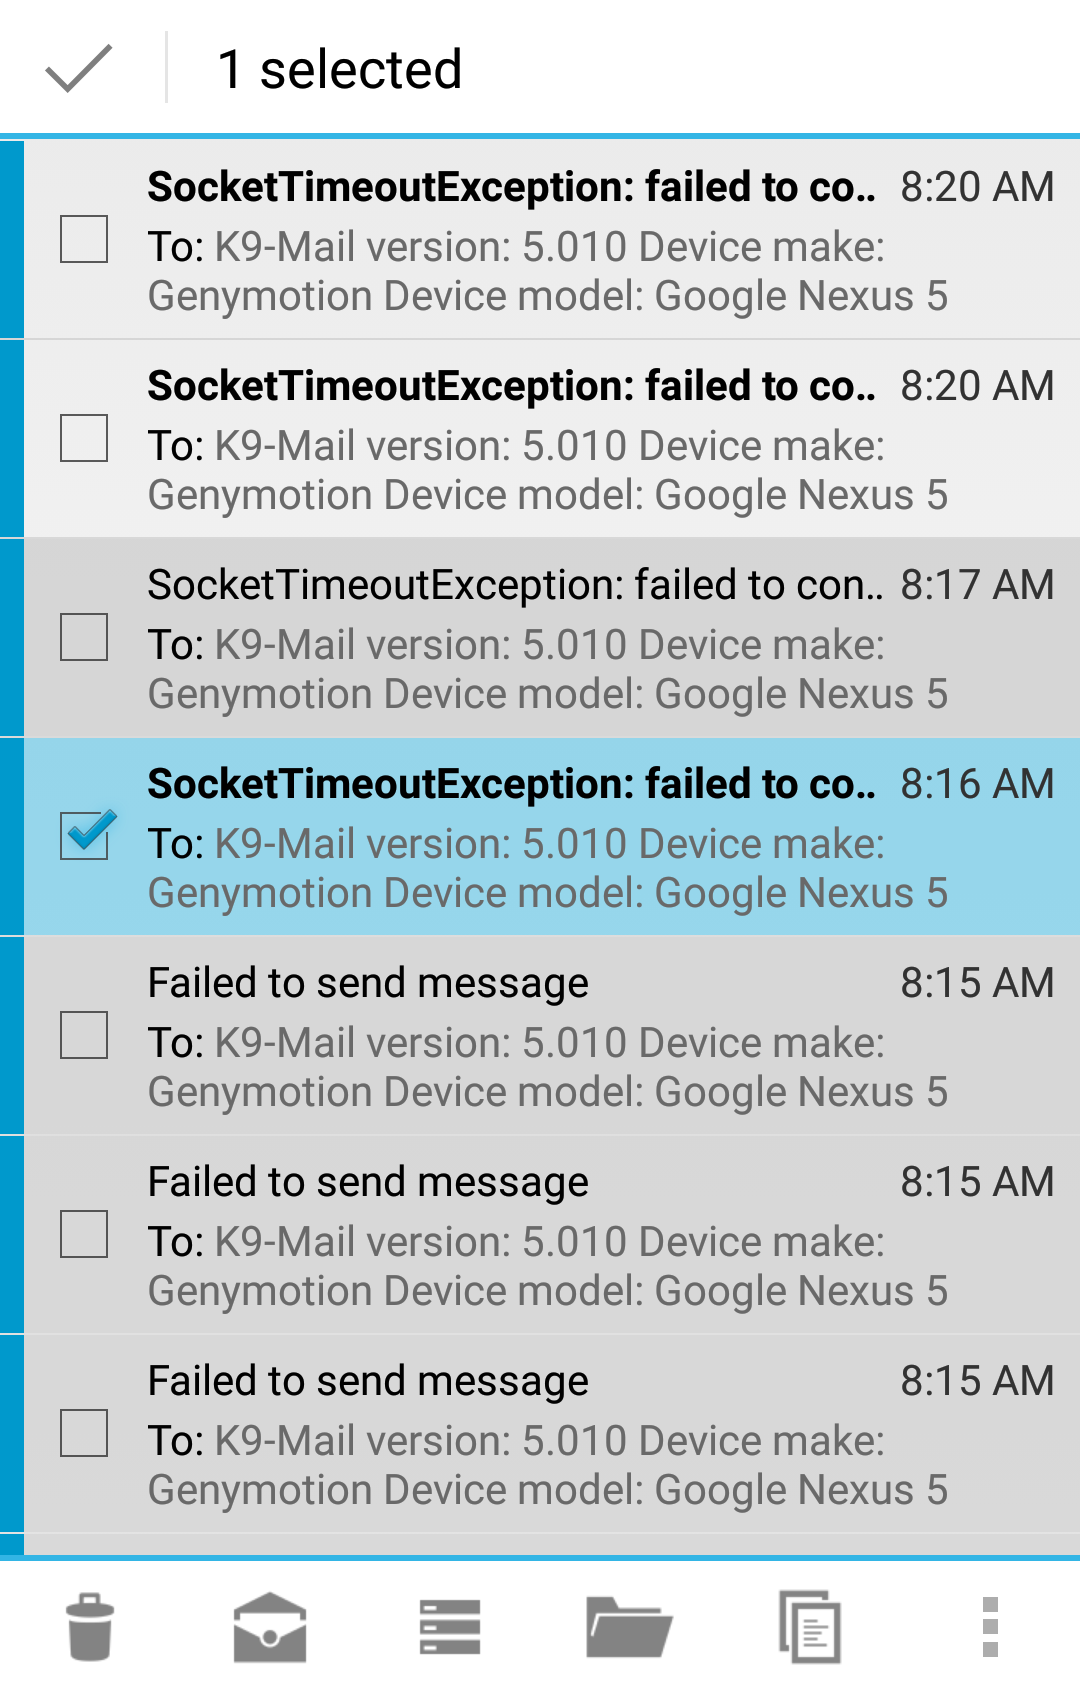 1 selected
SocketTimeoutException: failed to co.. 8:20 AM
To: K9-Mail version: 5.010 Device make:
Genymotion Device model: Google Nexus 5
SocketTimeoutException: failed to co.. 8:20 AM
To: K9-Mail version: 5.010 Device make:
Genymotion Device model: Google Nexus 5
SocketTimeoutException: failed to con.. 8:17 AM
To: K9-Mail version: 5.010 Device make:
Genymotion Device model: Google Nexus 5
SocketTimeoutException: failed to co.. 8:16 AM
To: K9-Mail version: 5.010 Device make:
Genymotion Device model: Google Nexus 5
Failed to send message 8:15 AM
To: K9-Mail version: 5.010 Device make:
Genymotion Device model: Google Nexus 5
Failed to send message 8:15 AM
To: K9-Mail version: 5.010 Device make:
Genymotion Device model: Google Nexus 5
Failed to send message 8:15 AM
To: K9-Mail version: 5.010 Device make:
Genymotion Device model: Google Nexus 5